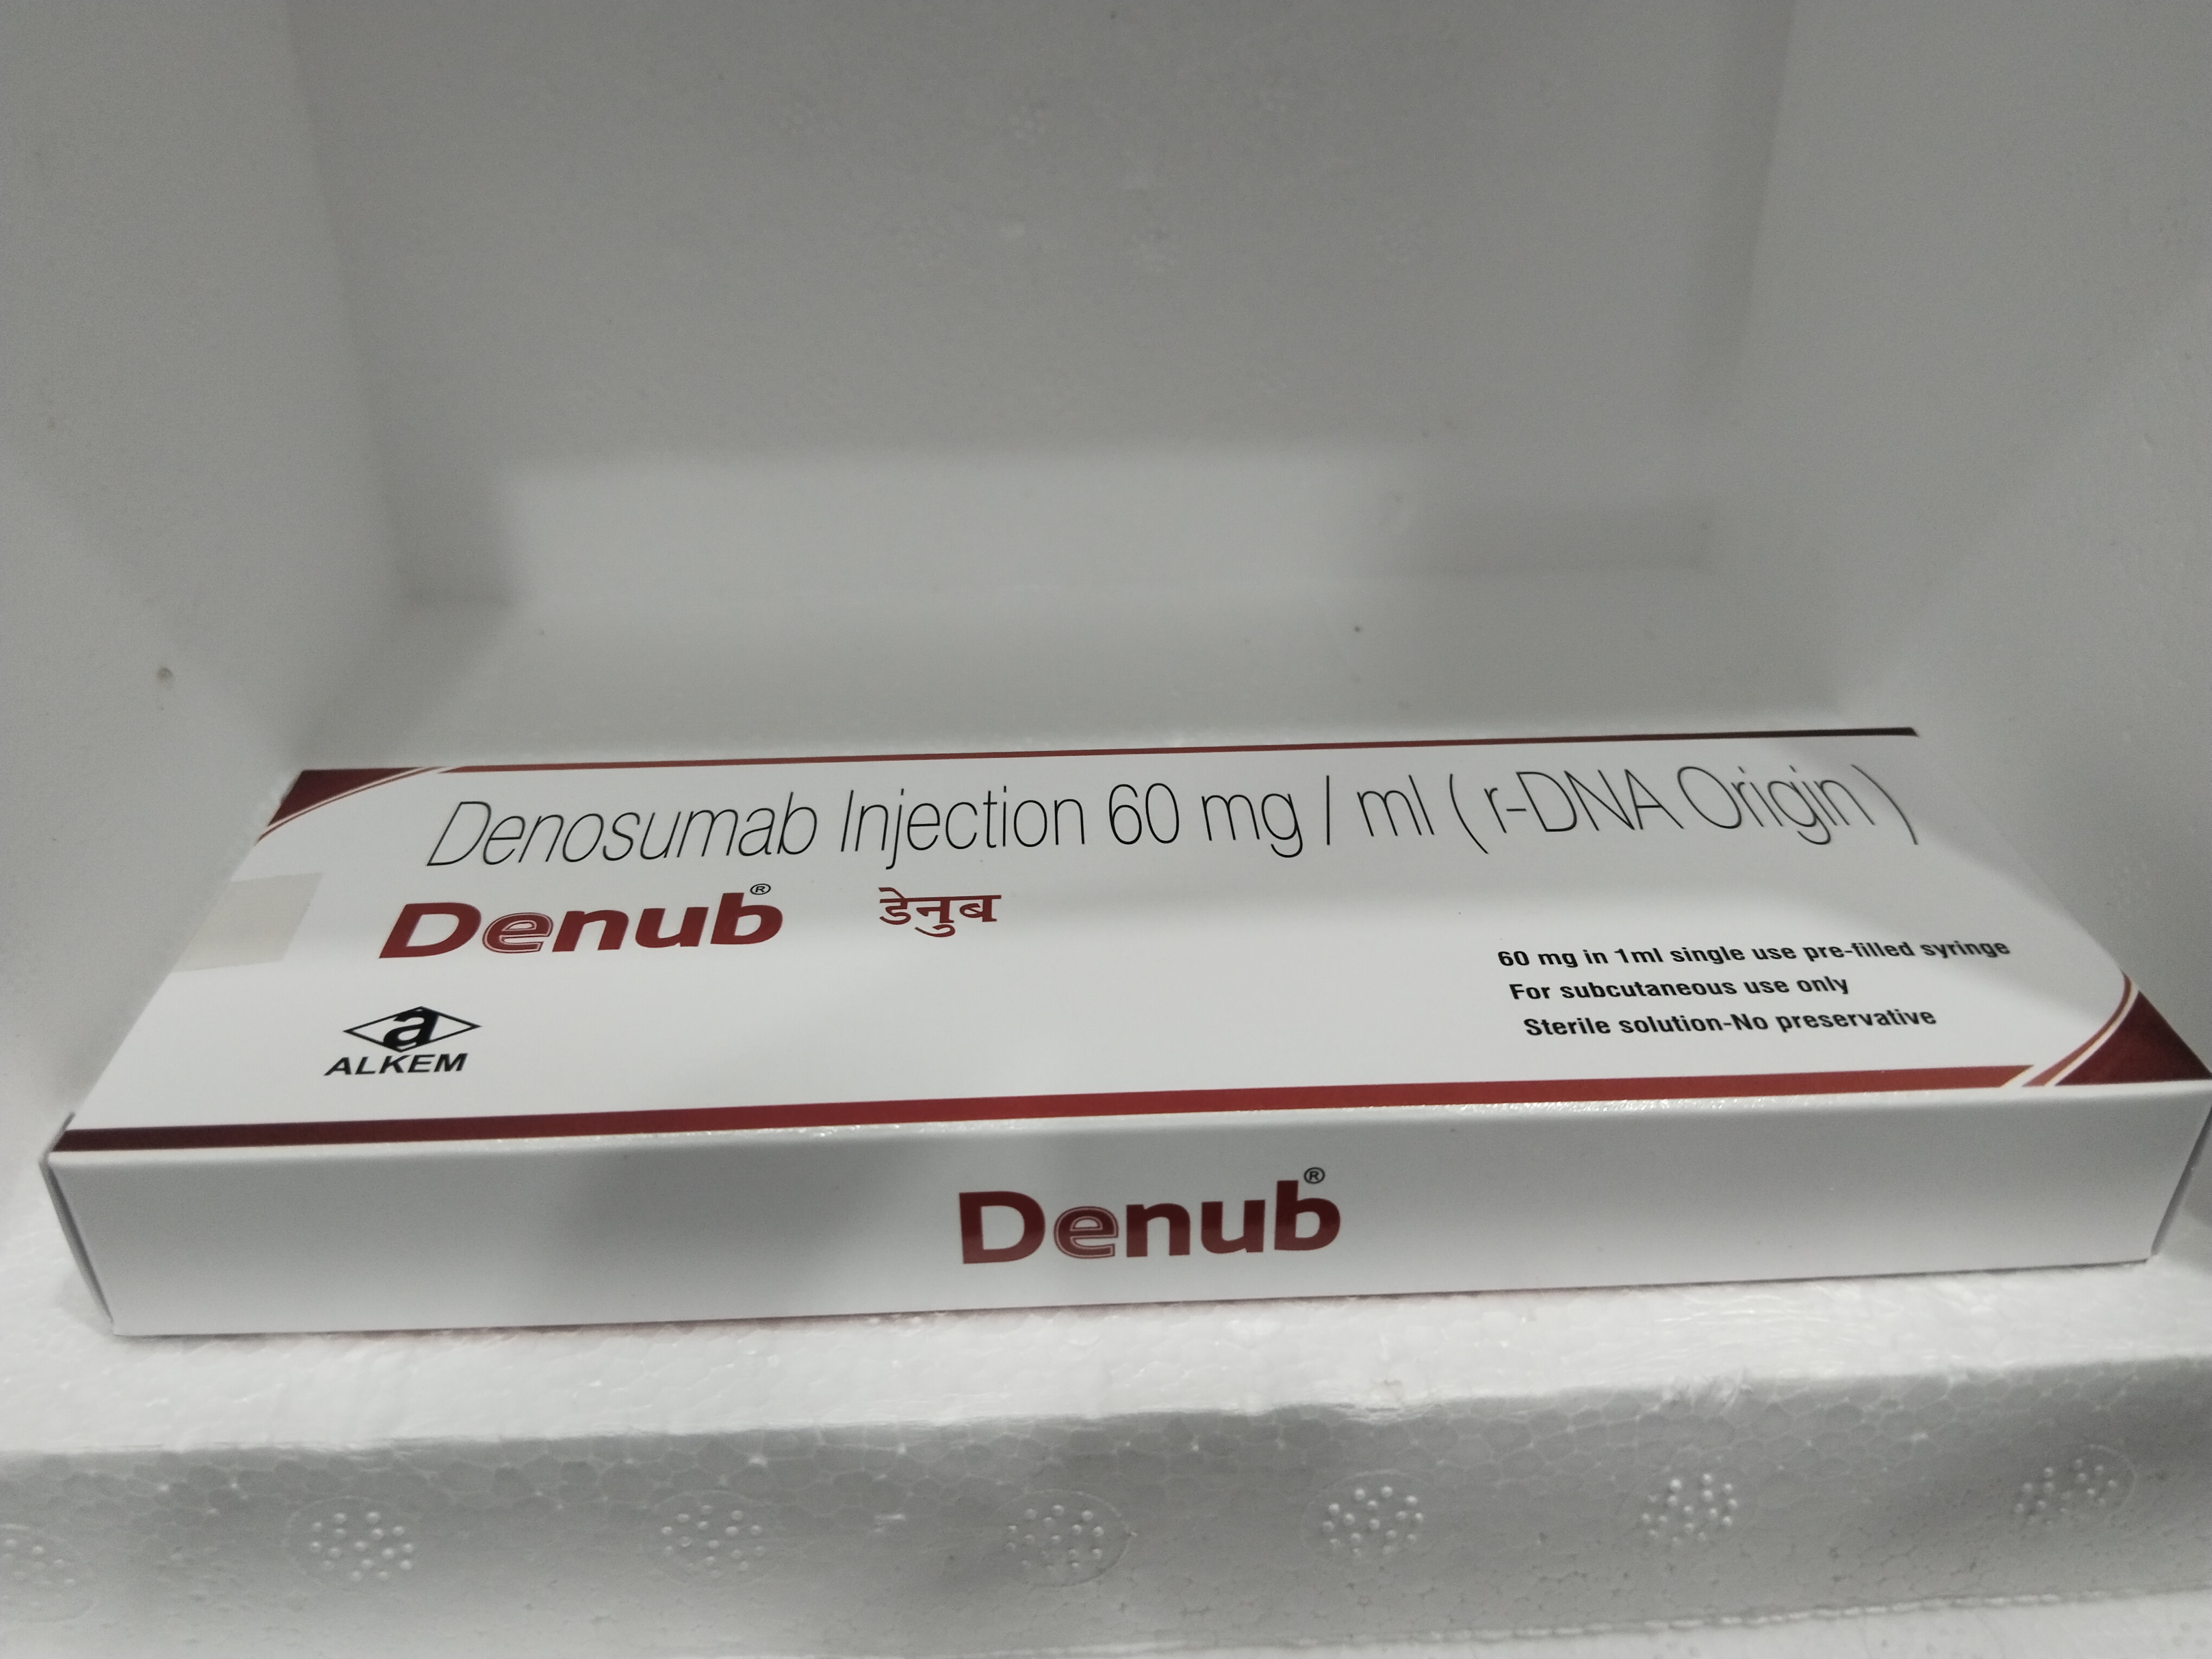 Denosumab Injection 60 mg / ml ( r-DNA Origin )
Denub® डेनुब
60 mg in 1ml single use pre-filled syringe
For subcutaneous use only
Sterile solution-No preservative
a
ALKEM
Denub®